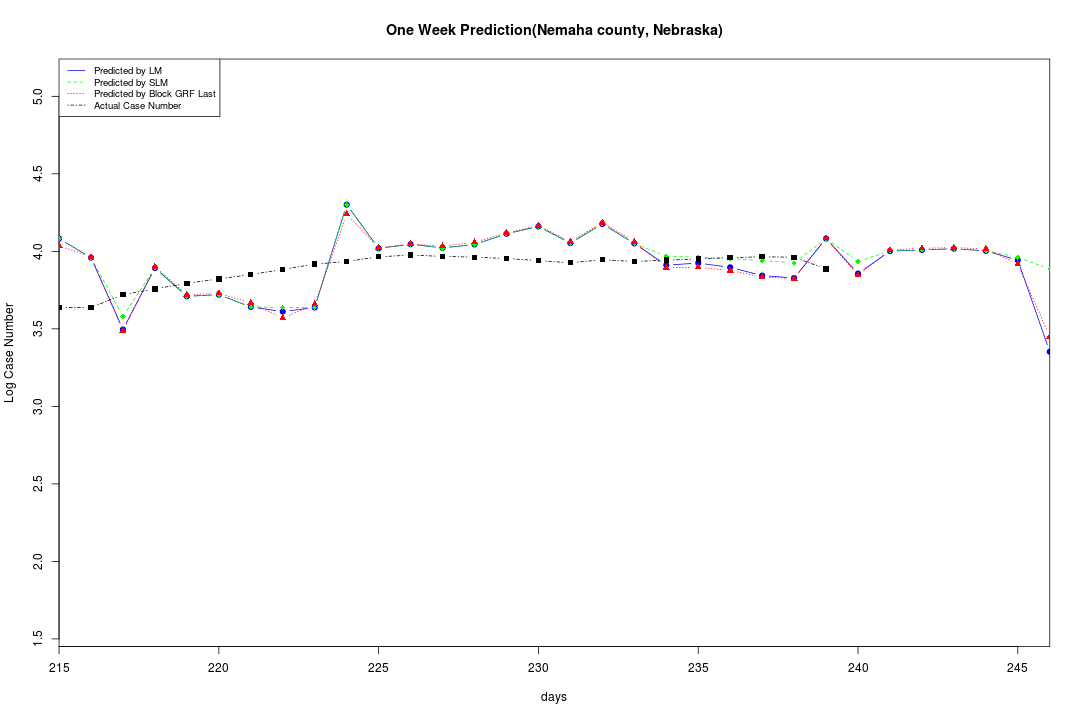 One Week Prediction(Nemaha county, Nebraska)
Predicted by LM
Predicted by SLM
Predicted by Block GRF Last
Actual Case Number
Log Case Number
5.0
4.5
4.0
3.5
3.0
2.5
2.0
1.5
215 220 225 230 235 240 245
days